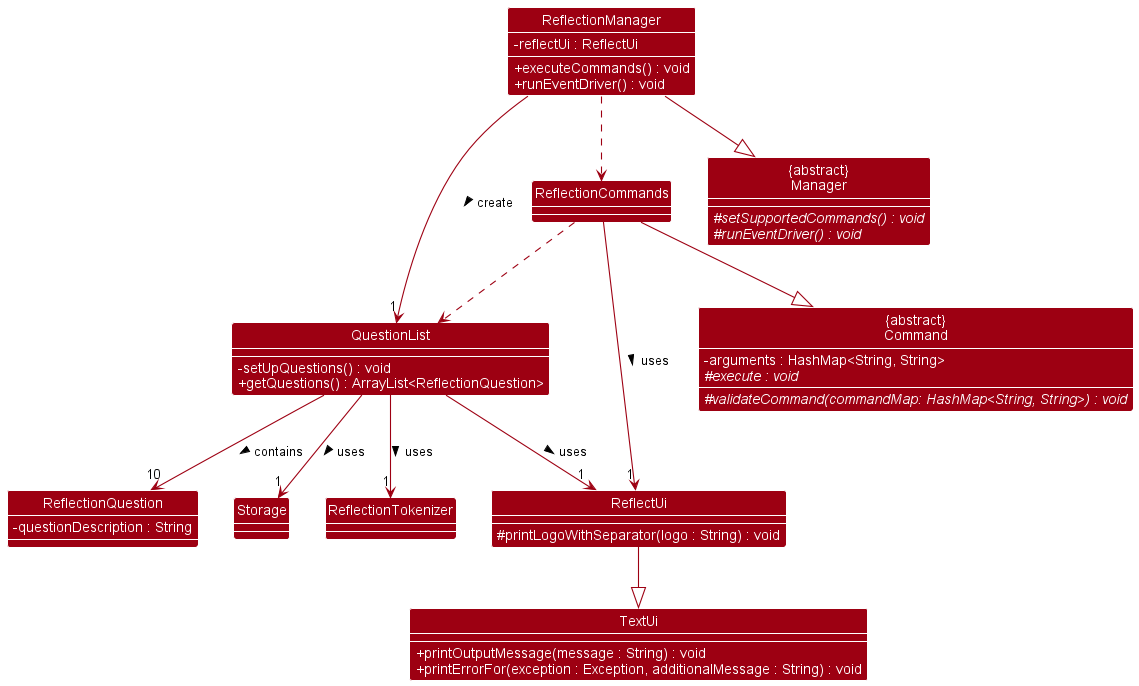 ReflectionManager
-reflectUi : ReflectUi
+executeCommands() : void
+runEventDriver() : void
{abstract}
Manager
#setSupportedCommands() : void
#runEventDriver() : void
ReflectionCommands
create
1
{abstract}
Command
-arguments : HashMap<String, String>
#execute : void
#validateCommand(commandMap: HashMap<String, String>) : void
QuestionList
-setUpQuestions() : void
+getQuestions() : ArrayList<ReflectionQuestion>
uses
contains
uses
uses
uses
10
1
1
1
1
ReflectionQuestion
-questionDescription : String
Storage
ReflectionTokenizer
ReflectUi
#printLogoWithSeparator(logo : String) : void
TextUi
+printOutputMessage(message : String) : void
+printErrorFor(exception : Exception, additionalMessage : String) : void